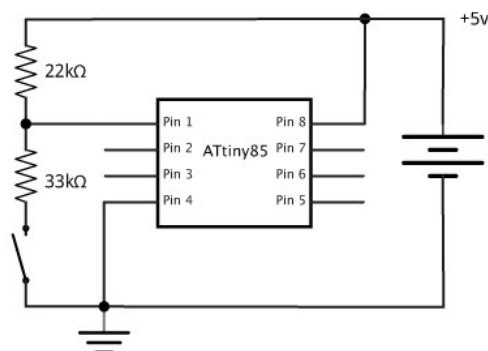 +5v
22kΩ
Pin 1
Pin 8
Pin 2
ATtiny85
Pin 7
33kΩ
Pin 3
Pin 6
Pin 4
Pin 5